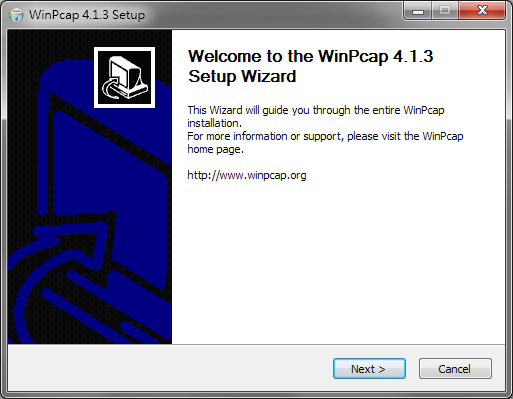 WinPcap 4.1.3 Setup
Welcome to the WinPcap 4.1.3
Setup Wizard
This Wizard will guide you through the entire WinPcap
installation.
For more information or support, please visit the WinPcap
home page.
http://www.winpcap.org
Next >
Cancel